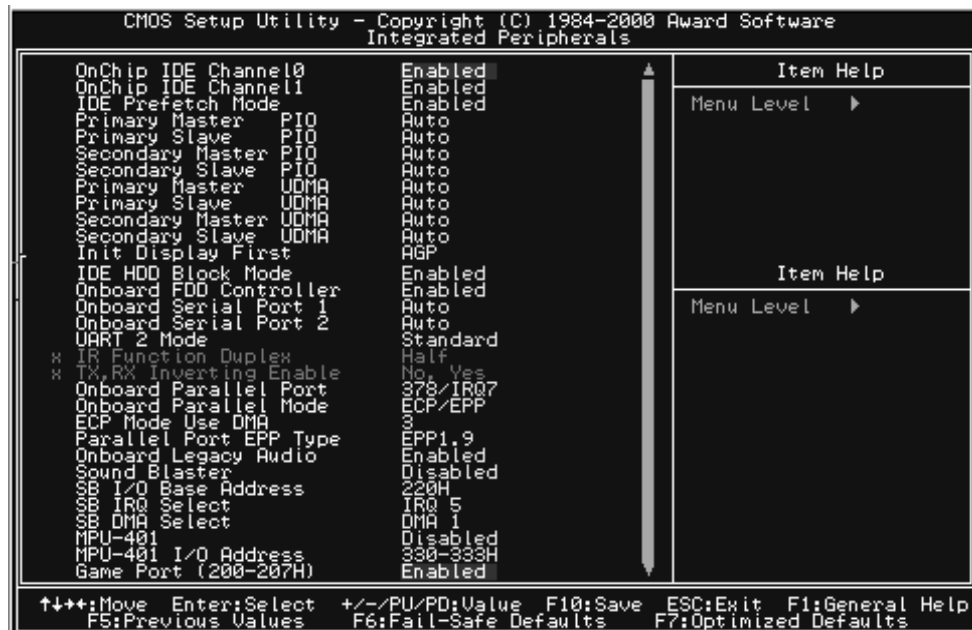 CMOS Setup Utility – Copyright (C) 1984–2000 Award Software
Integrated Peripherals
OnChip IDE Channel0 Enabled
OnChip IDE Channel1 Enabled
IDE Prefetch Mode Enabled
Primary Master PIO Auto
Primary Slave PIO Auto
Secondary Master PIO Auto
Secondary Slave PIO Auto
Primary Master UDMA Auto
Primary Slave UDMA Auto
Secondary Master UDMA Auto
Secondary Slave UDMA Auto
Init Display First AGP
IDE HDD Block Mode Enabled
Onboard FDD Controller Enabled
Onboard Serial Port 1 Auto
Onboard Serial Port 2 Auto
UART 2 Mode Standard
x IR Function Duplex Half
x TX,RX Inverting Enable No, Yes
Onboard Parallel Port 378/IRQ7
Onboard Parallel Mode ECP/EPP
ECP Mode Use DMA 3
Parallel Port EPP Type EPP1.9
Onboard Legacy Audio Enabled
Sound Blaster Disabled
SB I/O Base Address 220H
SB IRQ Select IRQ 5
SB DMA Select DMA 1
MPU-401 Disabled
MPU-401 I/O Address 330-333H
Game Port (200-207H) Enabled
Item Help
Menu Level ▶
Item Help
Menu Level ▶
↑↓→←:Move Enter:Select +/-/PU/PD:Value F10:Save ESC:Exit F1:General Help
F5:Previous Values F6:Fail-Safe Defaults F7:Optimized Defaults